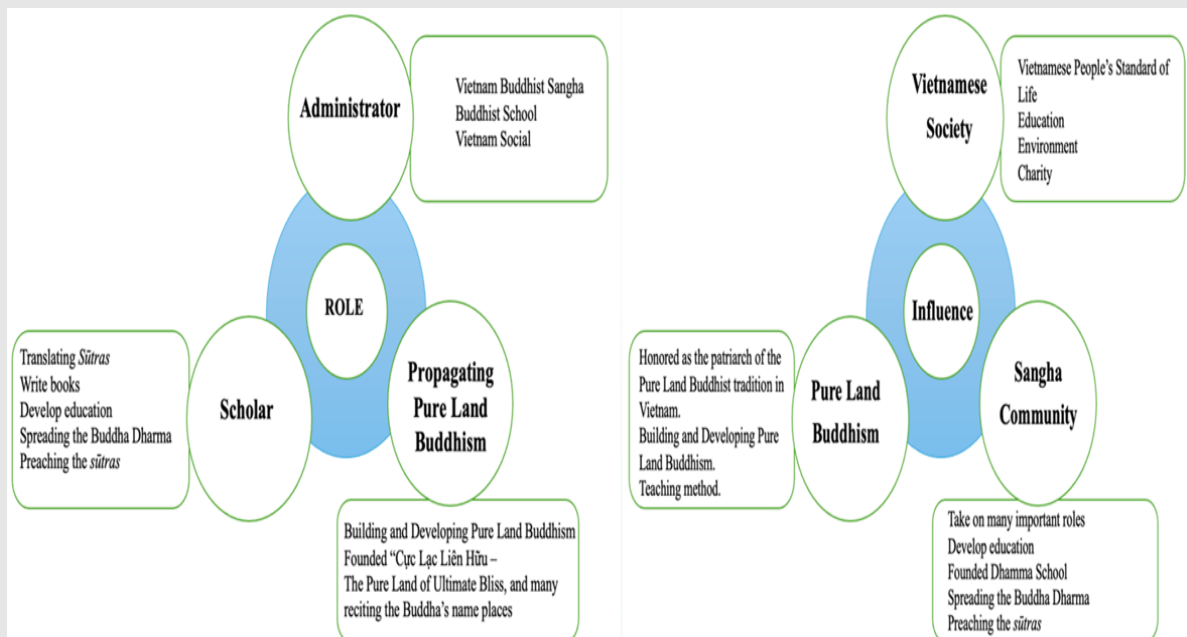 Administrator
Vietnam Buddhist Sangha
Buddhist School
Vietnam Social
ROLE
Translating Sūtras
Write books
Develop education
Spreading the Buddha Dharma
Preaching the sūtras
Scholar
Propagating
Pure Land
Buddhism
Building and Developing Pure Land Buddhism
Founded “Cực Lạc Liên Hữu –
The Pure Land of Ultimate Bliss, and many
reciting the Buddha’s name places
Vietnamese
Society
Vietnamese People’s Standard of
Life
Education
Environment
Charity
Influence
Honored as the patriarch of the
Pure Land Buddhist tradition in
Vietnam.
Building and Developing Pure
Land Buddhism.
Teaching method.
Pure Land
Buddhism
Sangha
Community
Take on many important roles
Develop education
Founded Dhamma School
Spreading the Buddha Dharma
Preaching the sūtras